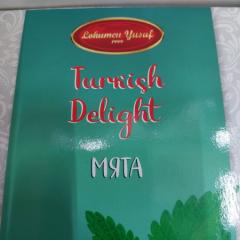 Lokumcu Yusuf
1999
Turkish
Delight
МЯТА